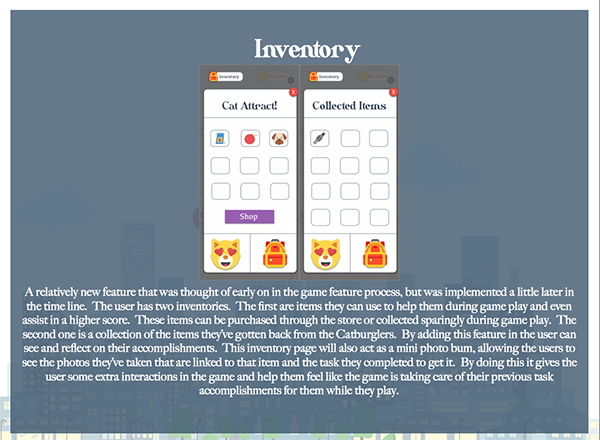 Inventory
Inventory
Inventory
X
X
Cat Attract!
Collected Items
Shop
A relatively new feature that was thought of early on in the game feature process, but was implemented a little later in
the time line. The user has two inventories. The first are items they can use to help them during game play and even
assist in a higher score. These items can be purchased through the store or collected sparingly during game play. The
second one is a collection of the items they've gotten back from the Catburglers. By adding this feature in the user can
see and reflect on their accomplishments. This inventory page will also act as a mini photo bum, allowing the users to
see the photos they've taken that are linked to that item and the task they completed to get it. By doing this it gives the
user some extra interactions in the game and help them feel like the game is taking care of their previous task
accomplishments for them while they play.